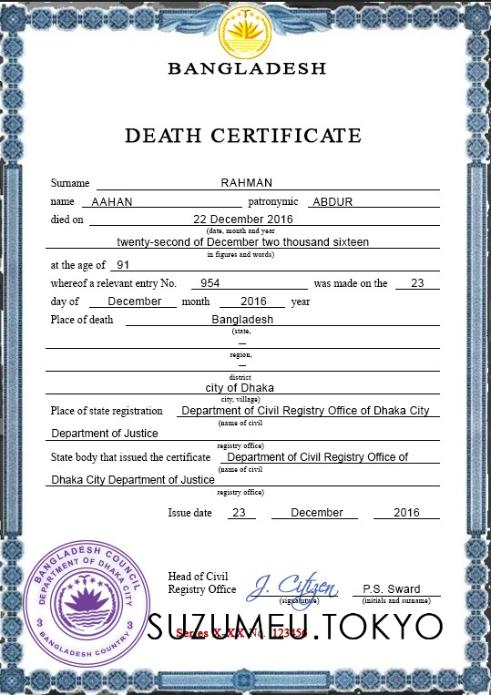 BANGLADESH
DEATH CERTIFICATE
Surname RAHMAN
name AAHAN patronymic ABDUR
died on 22 December 2016
(date, month and year
twenty-second of December two thousand sixteen
in figures and words)
at the age of 91
whereof a relevant entry No. 954 was made on the 23
day of December month 2016 year
Place of death Bangladesh
(state,
—
region,
—
district
city of Dhaka
city, village)
Place of state registration Department of Civil Registry Office of Dhaka City
(name of civil
Department of Justice
registry office)
State body that issued the certificate Department of Civil Registry Office of
(name of civil
Dhaka City Department of Justice
registry office)
Issue date 23 December 2016
BANGLADESH COUNCIL
DEPARTMENT OF DHAKA CITY
3 3
BANGLADESH COUNTRY
Head of Civil
Registry Office J. Citizen P.S. Sward
(signature) (initials and surname)
Series X-XX No. 123456
SUZUMEU.TOKYO